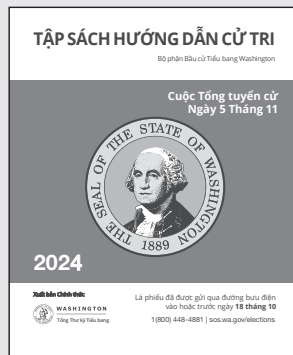 TẬP SÁCH HƯỚNG DẪN CỬ TRI
Bộ phận Bầu cử Tiểu bang Washington
Cuộc Tổng tuyển cử
Ngày 5 Tháng 11
THE SEAL OF THE STATE OF WASHINGTON
1889
2024
Xuất bản Chính thức
WASHINGTON
Tổng Thư ký Tiểu bang
Lá phiếu đã được gửi qua đường bưu điện
vào hoặc trước ngày 18 tháng 10
1(800) 448-4881 | sos.wa.gov/elections